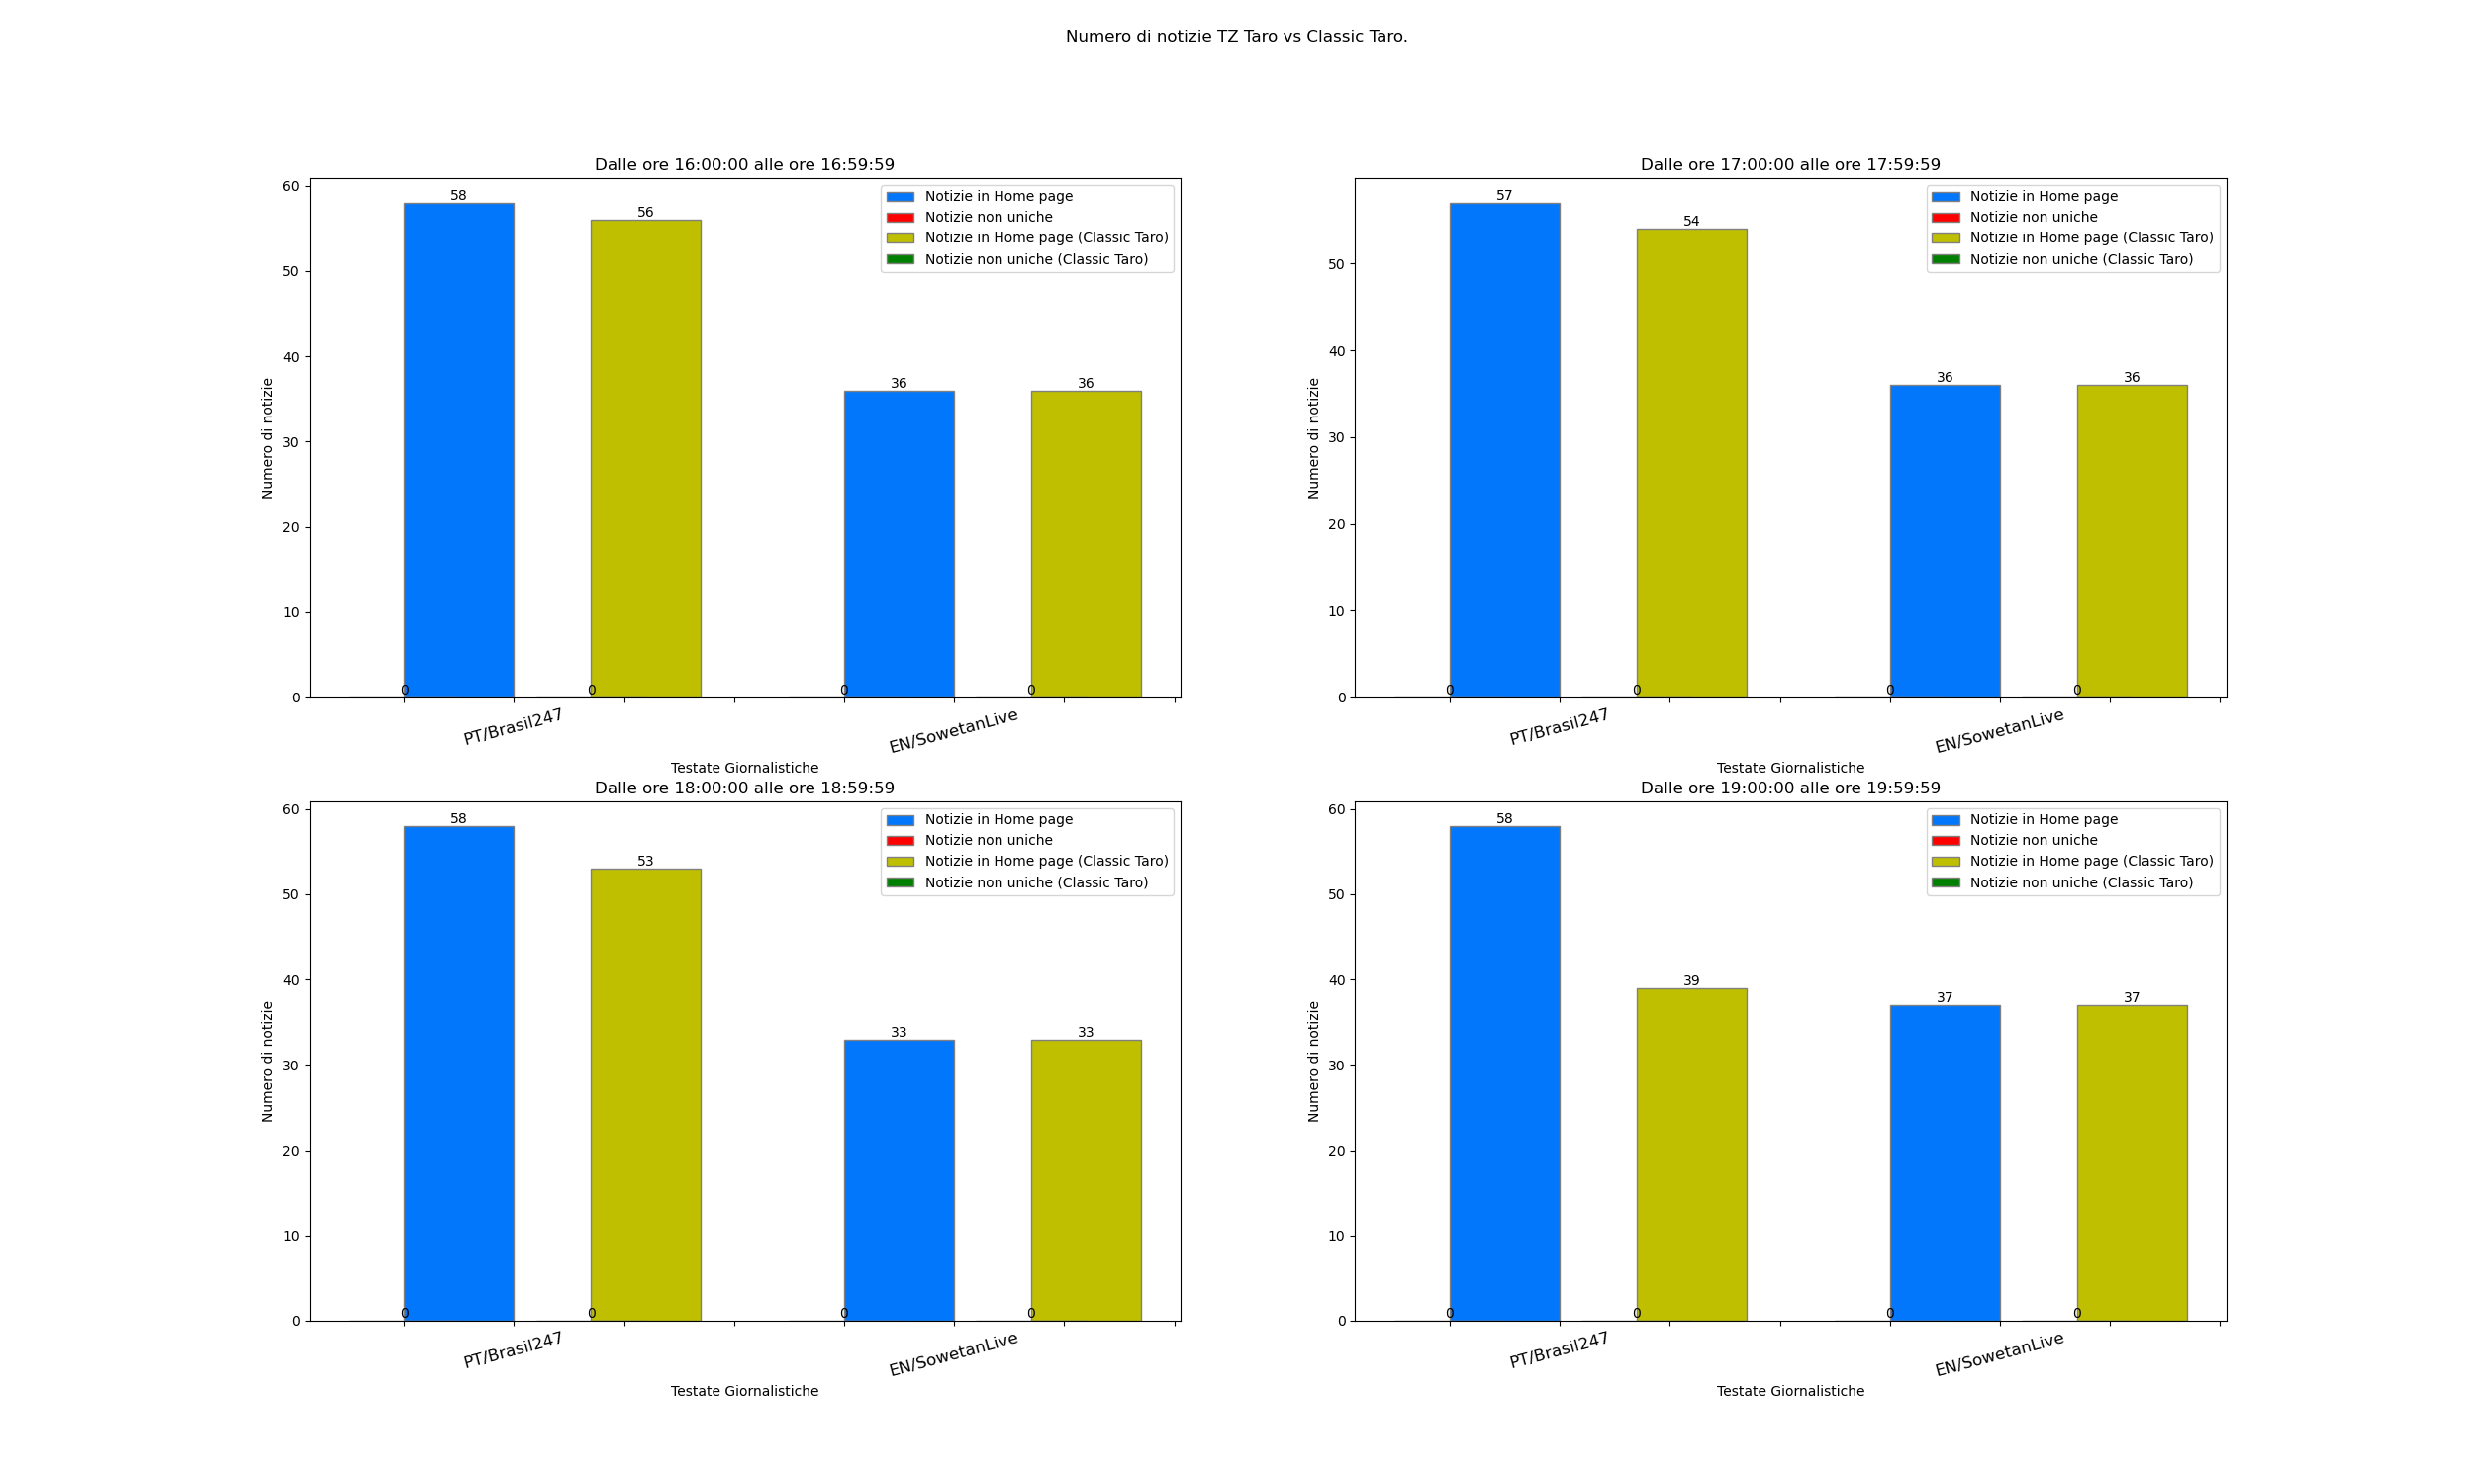 Numero di notizie TZ Taro vs Classic Taro.
Dalle ore 16:00:00 alle ore 16:59:59
60
50
40
30
20
10
0
Numero di notizie
58
56
36
36
0
0
0
0
Notizie in Home page
Notizie non uniche
Notizie in Home page (Classic Taro)
Notizie non uniche (Classic Taro)
PT/Brasil247
EN/SowetanLive
Testate Giornalistiche
Dalle ore 17:00:00 alle ore 17:59:59
50
40
30
20
10
0
Numero di notizie
57
54
36
36
0
0
0
0
Notizie in Home page
Notizie non uniche
Notizie in Home page (Classic Taro)
Notizie non uniche (Classic Taro)
PT/Brasil247
EN/SowetanLive
Testate Giornalistiche
Dalle ore 18:00:00 alle ore 18:59:59
60
50
40
30
20
10
0
Numero di notizie
58
53
33
33
0
0
0
0
Notizie in Home page
Notizie non uniche
Notizie in Home page (Classic Taro)
Notizie non uniche (Classic Taro)
PT/Brasil247
EN/SowetanLive
Testate Giornalistiche
Dalle ore 19:00:00 alle ore 19:59:59
60
50
40
30
20
10
0
Numero di notizie
58
39
37
37
0
0
0
0
Notizie in Home page
Notizie non uniche
Notizie in Home page (Classic Taro)
Notizie non uniche (Classic Taro)
PT/Brasil247
EN/SowetanLive
Testate Giornalistiche